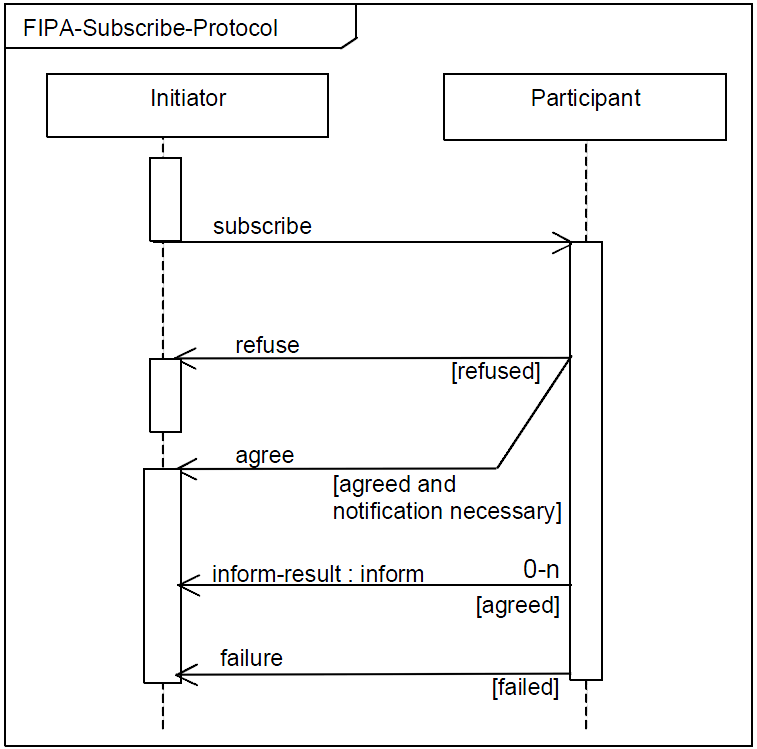 FIPA-Subscribe-Protocol
Initiator
Participant
subscribe
refuse
[refused]
agree
[agreed and
notification necessary]
inform-result : inform
0-n
[agreed]
failure
[failed]